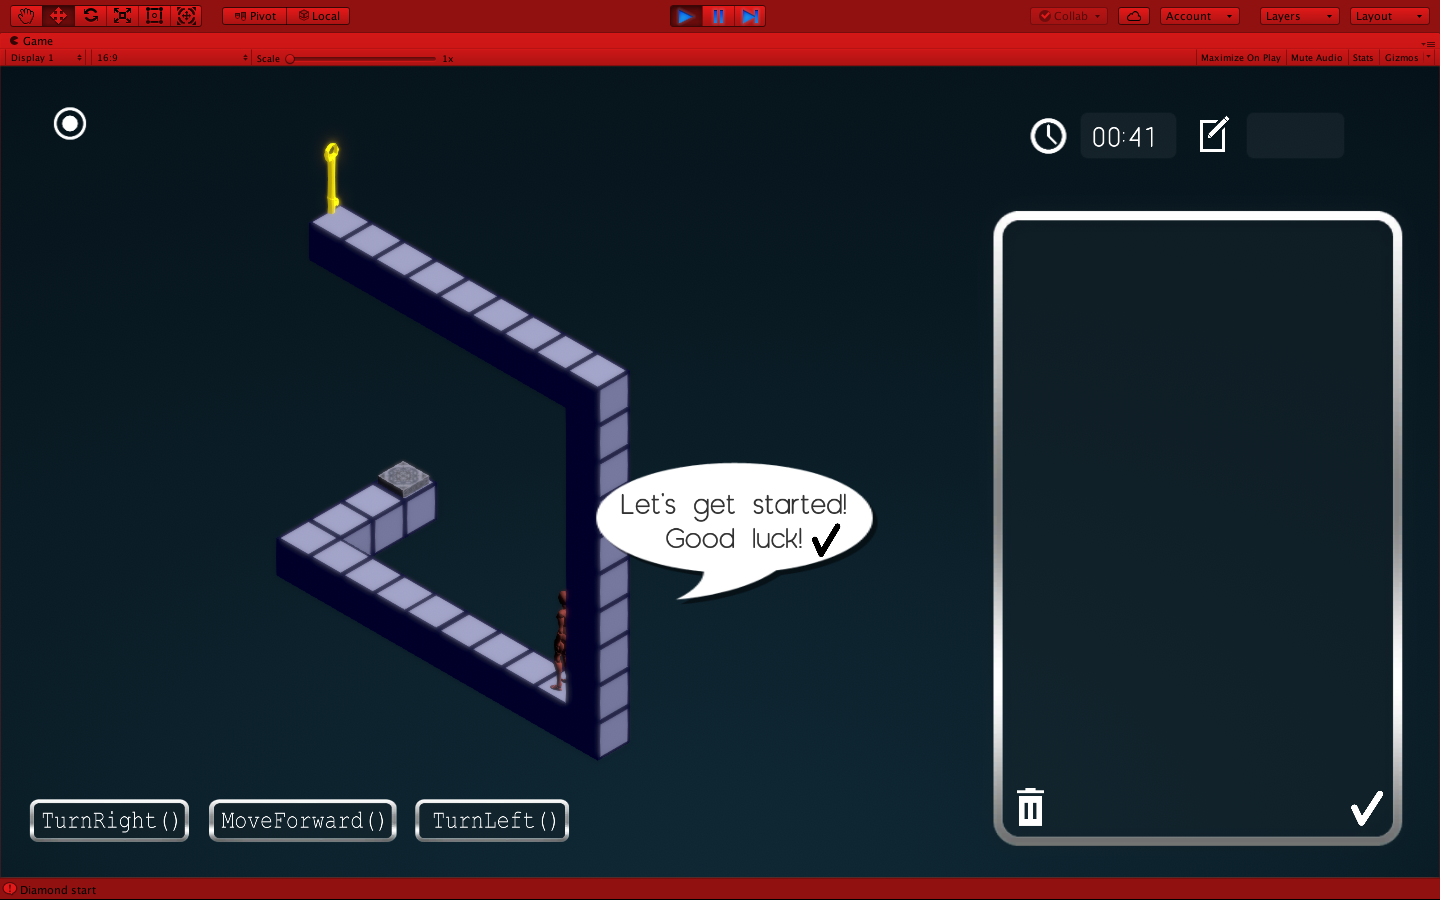 Pivot Local Collab Account Layers Layout
Game
Display 1 16:9 Scale 1x Maximize On Play Mute Audio Stats Gizmos
00:41
Let's get started!
Good luck!
TurnRight() MoveForward() TurnLeft()
Diamond start